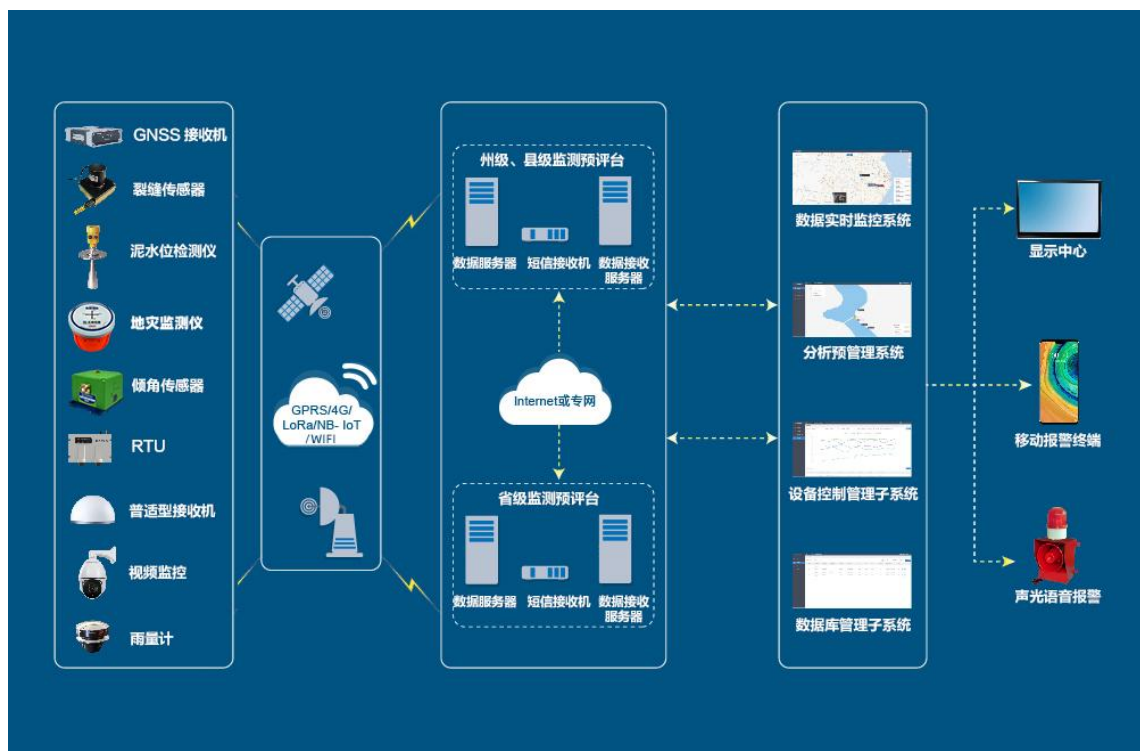 GNSS 接收机
裂缝传感器
泥水位检测仪
地灾监测仪
倾角传感器
RTU
普适型接收机
视频监控
雨量计
GPRS/4G/
LoRa/NB- IoT
/WIFI
州级、县级监测预评台
数据服务器
短信接收机
数据接收
服务器
Internet或专网
省级监测预评台
数据服务器
短信接收机
数据接收
服务器
数据实时监控系统
分析预管理系统
设备控制管理子系统
数据库管理子系统
显示中心
移动报警终端
声光语音报警